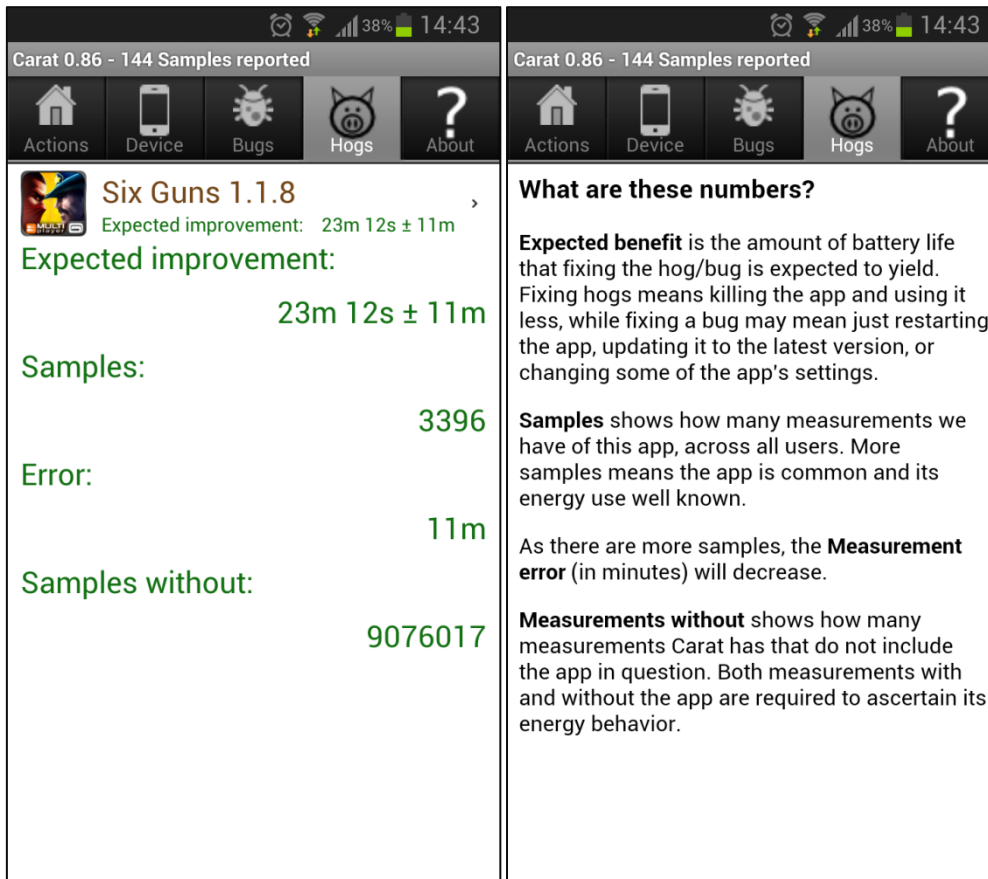 38% 14:43
Carat 0.86 - 144 Samples reported
Actions Device Bugs Hogs About
Six Guns 1.1.8
MULTI
player
Expected improvement: 23m 12s ± 11m
Expected improvement:
23m 12s ± 11m
Samples:
3396
Error:
11m
Samples without:
9076017
38% 14:43
Carat 0.86 - 144 Samples reported
Actions Device Bugs Hogs About
What are these numbers?
Expected benefit is the amount of battery life
that fixing the hog/bug is expected to yield.
Fixing hogs means killing the app and using it
less, while fixing a bug may mean just restarting
the app, updating it to the latest version, or
changing some of the app's settings.
Samples shows how many measurements we
have of this app, across all users. More
samples means the app is common and its
energy use well known.
As there are more samples, the Measurement
error (in minutes) will decrease.
Measurements without shows how many
measurements Carat has that do not include
the app in question. Both measurements with
and without the app are required to ascertain its
energy behavior.